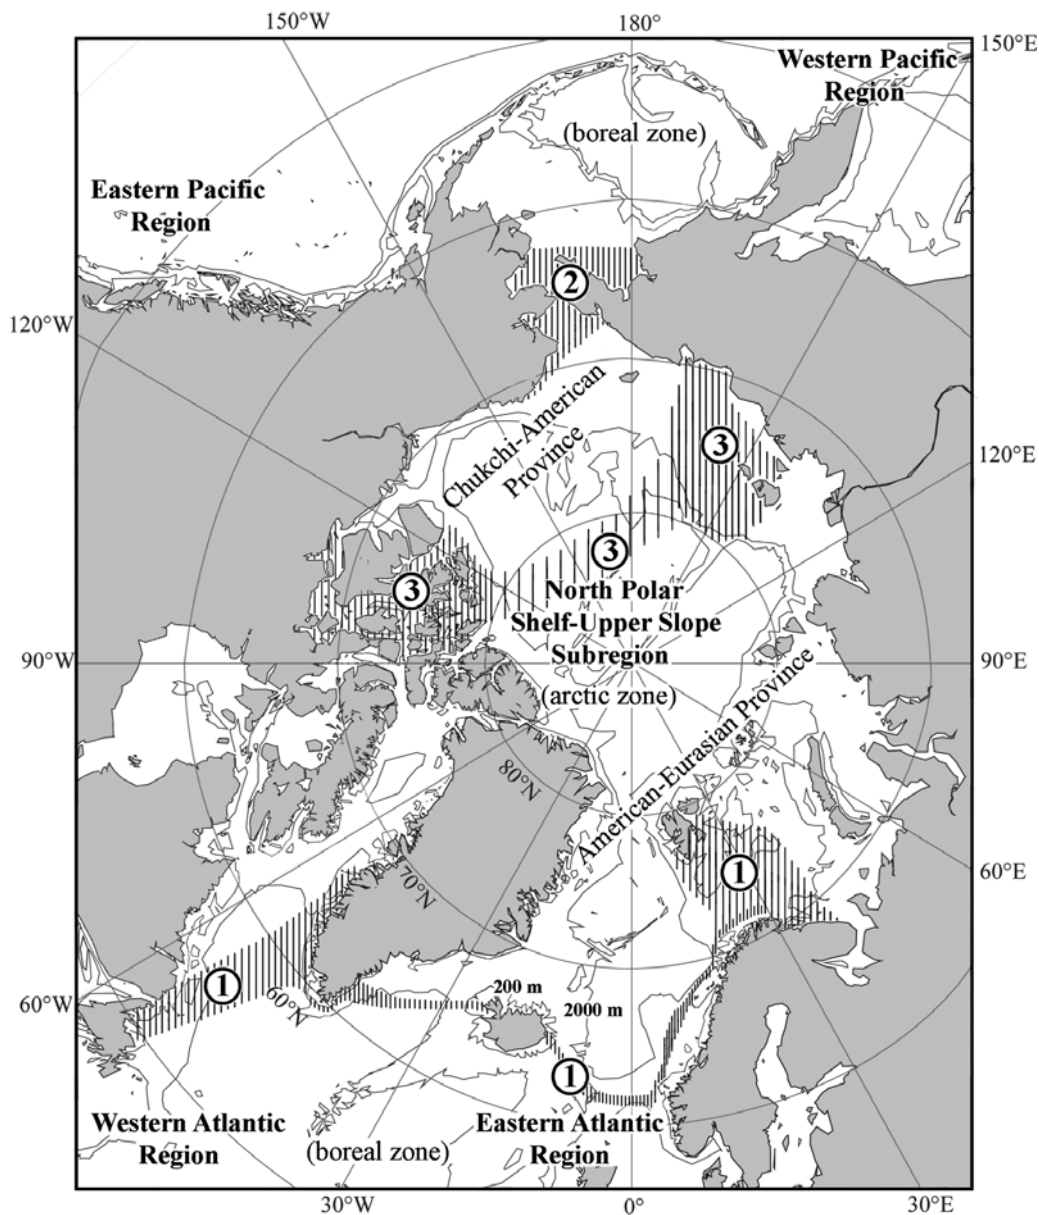 150°W
180°
150°E
Western Pacific
Region
(boreal zone)
Eastern Pacific
Region
2
120°W
Chukchi-American
Province
3
120°E
3
3
North Polar
Shelf-Upper Slope
Subregion
(arctic zone)
90°W
90°E
American-Eurasian Province
80°N
70°N
60°N
1
60°E
1
200 m
2000 m
60°W
1
Western Atlantic
Region
(boreal zone)
Eastern Atlantic
Region
30°W
0°
30°E